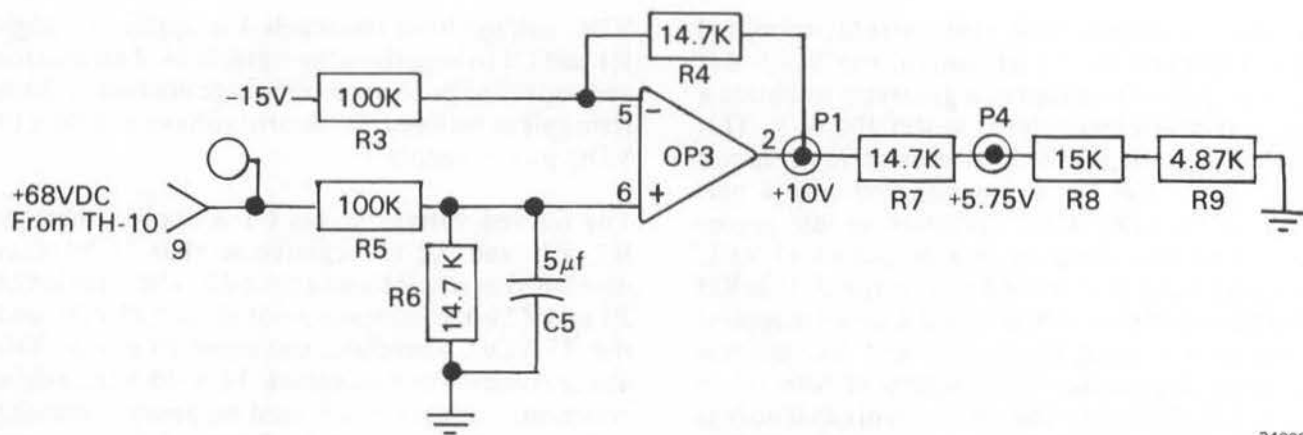 14.7K
R4
–15V
100K
R3
5
–
OP3
2
P1
+10V
14.7K
R7
P4
+5.75V
15K
R8
4.87K
R9
+68VDC
From TH-10
9
100K
R5
6
+
R6
14.7 K
5µf
C5